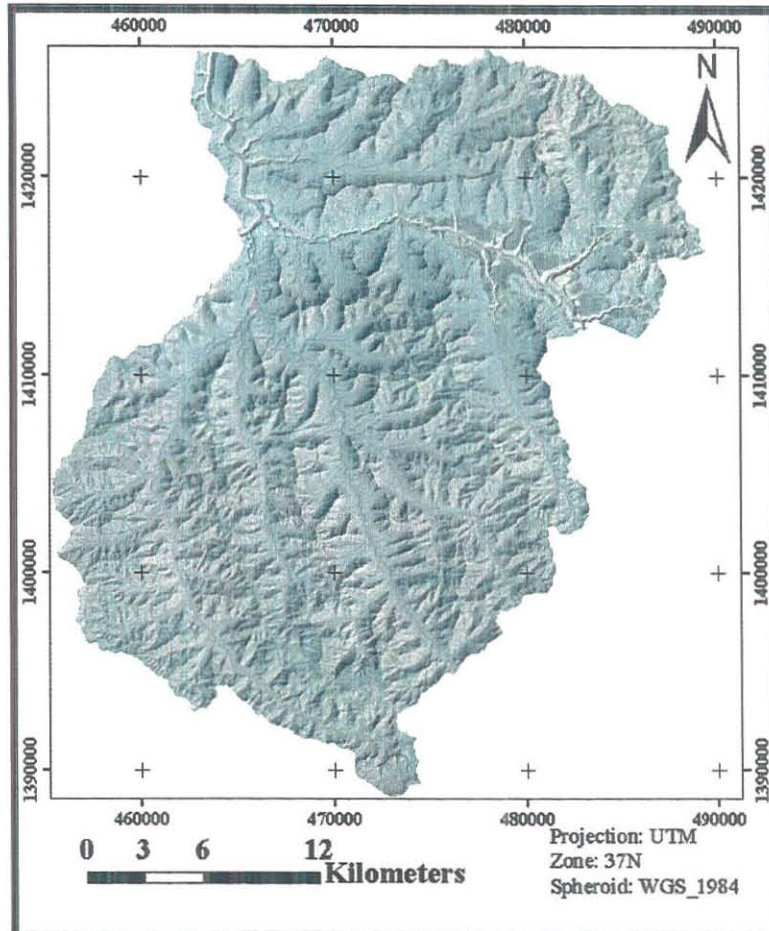 460000 470000 480000 490000
N
1420000 1420000
1410000 1410000
1400000 1400000
1390000 1390000
460000 470000 480000 490000
0 3 6 12
Kilometers
Projection: UTM
Zone: 37N
Spheroid: WGS_1984